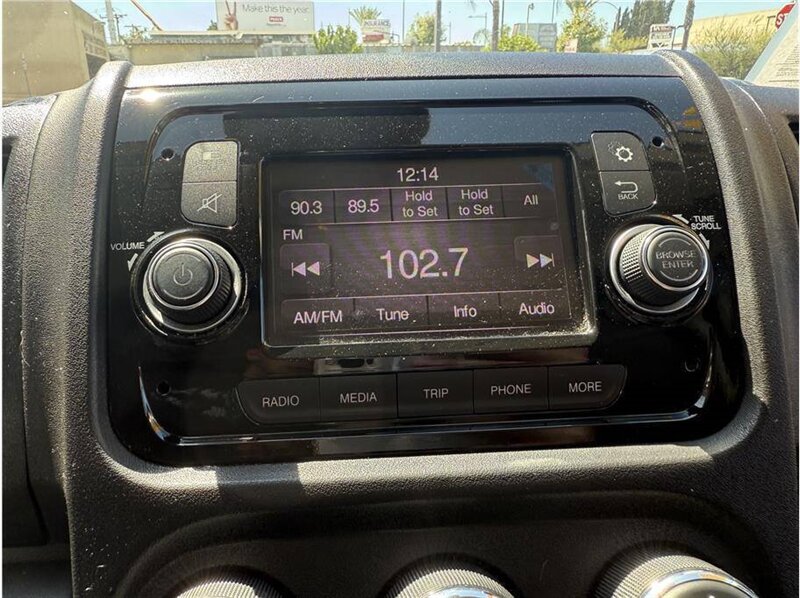 Make this the year.
INSURANCE
12:14
90.3 89.5 Hold to Set Hold to Set All
FM
102.7
AM/FM Tune Info Audio
VOLUME
BACK
TUNE
SCROLL
BROWSE
ENTER
RADIO MEDIA TRIP PHONE MORE